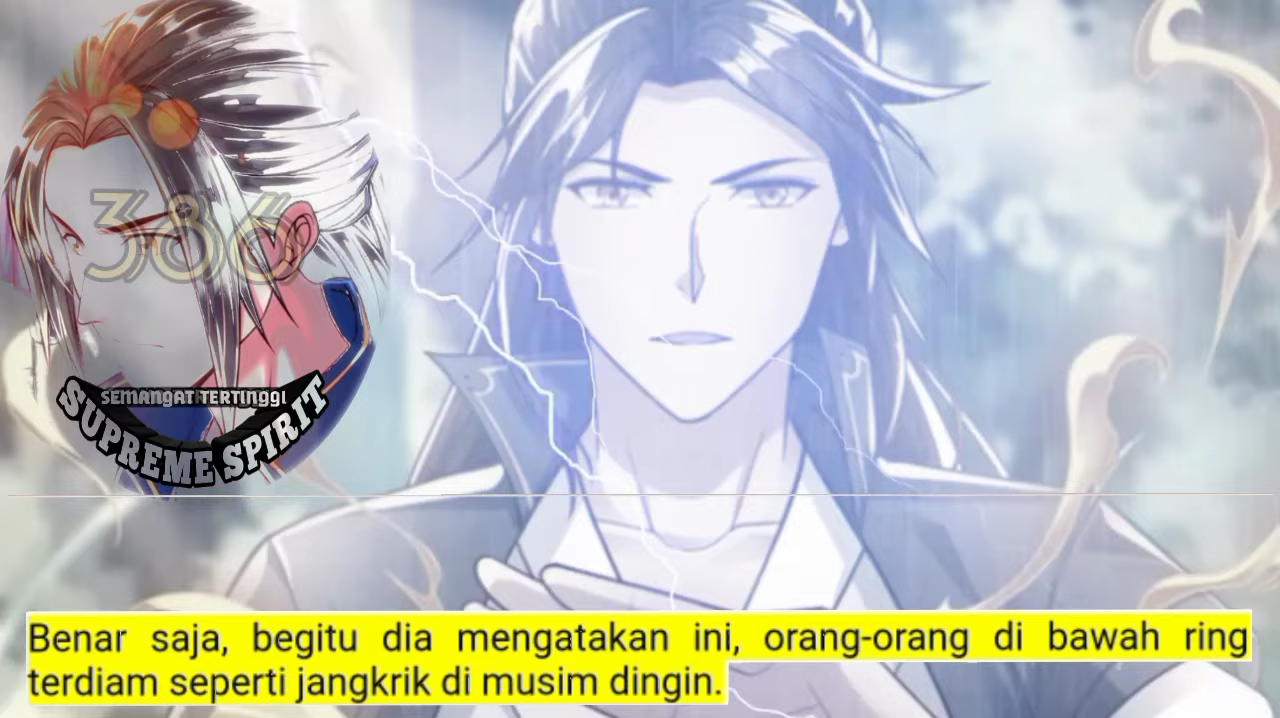 386
SEMANGAT TERTINGGI
SUPREME SPIRIT
Benar saja, begitu dia mengatakan ini, orang-orang di bawah ring
terdiam seperti jangkrik di musim dingin.